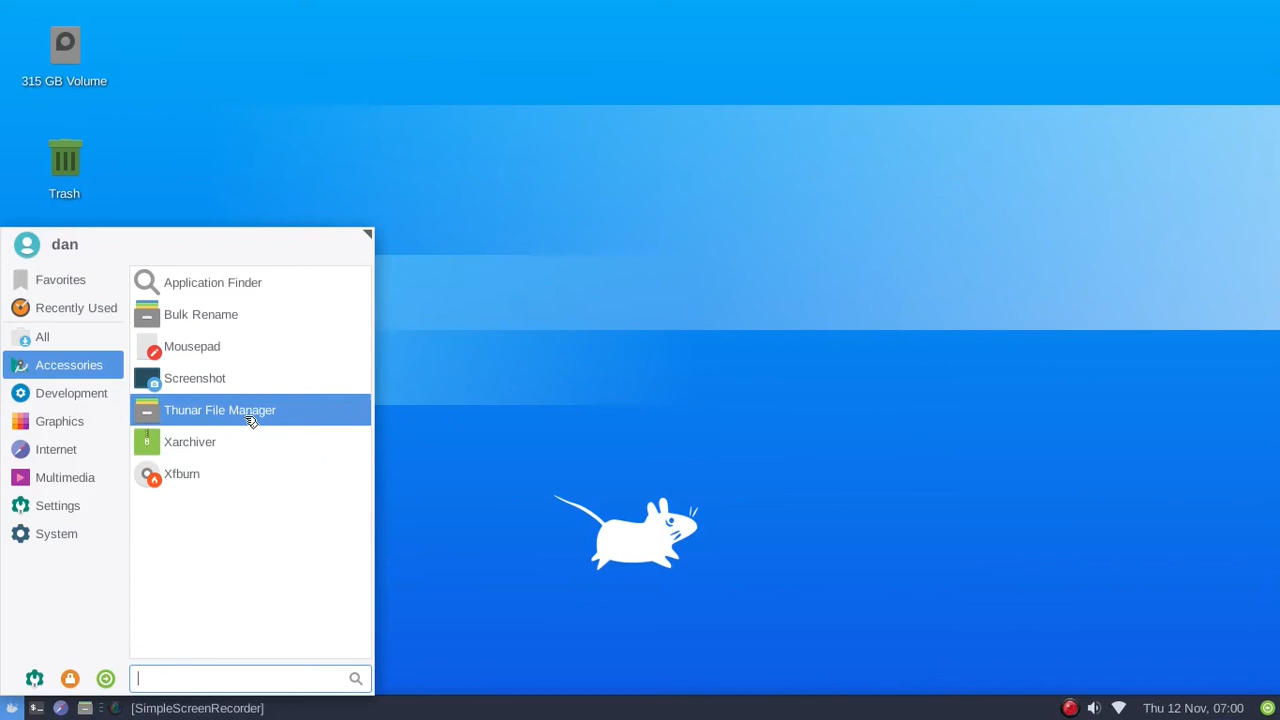 315 GB Volume
Trash
dan
Favorites
Recently Used
All
Accessories
Development
Graphics
Internet
Multimedia
Settings
System
Application Finder
Bulk Rename
Mousepad
Screenshot
Thunar File Manager
Xarchiver
Xfburn
[SimpleScreenRecorder]
Thu 12 Nov, 07:00